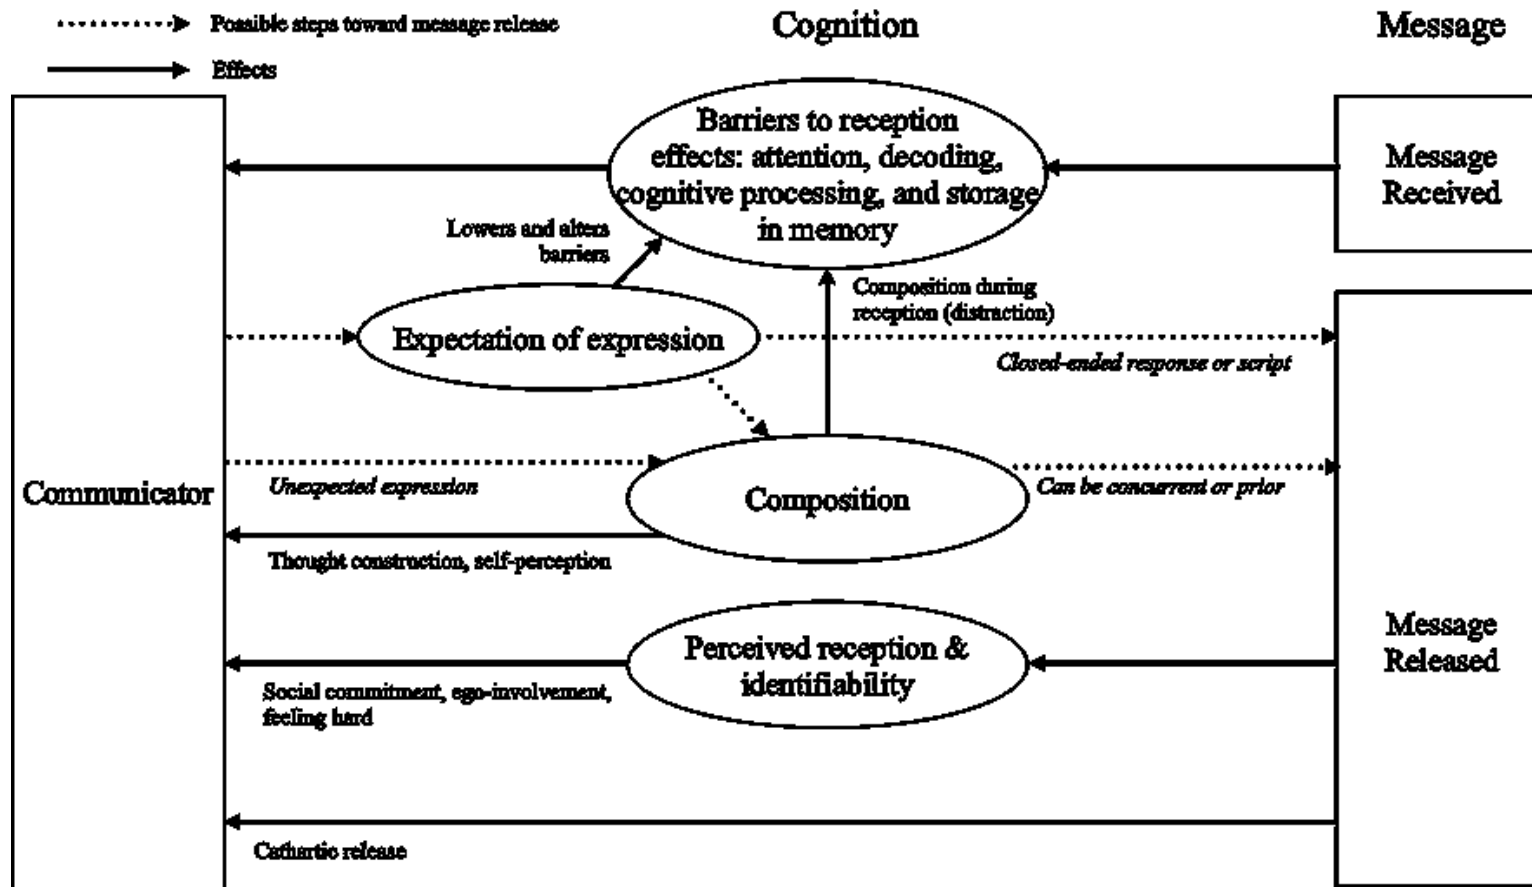 Possible steps toward message release
Effects
Cognition
Message
Barriers to reception
effects: attention, decoding,
cognitive processing, and storage
in memory
Message
Received
Lowers and alters
barriers
Composition during
reception (distraction)
Expectation of expression
Closed-ended response or script
Communicator
Unexpected expression
Composition
Can be concurrent or prior
Thought construction, self-perception
Perceived reception &
identifiability
Message
Released
Social commitment, ego-involvement,
feeling hard
Cathartic release